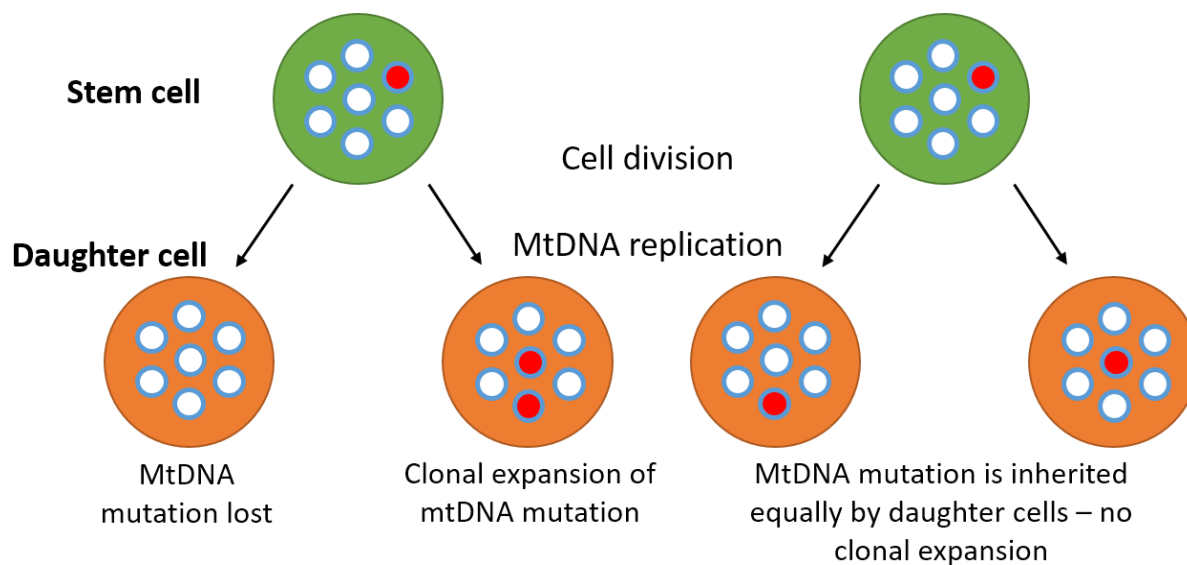 Stem cell
Cell division
MtDNA replication
Daughter cell
MtDNA
mutation lost
Clonal expansion of
mtDNA mutation
MtDNA mutation is inherited
equally by daughter cells – no
clonal expansion